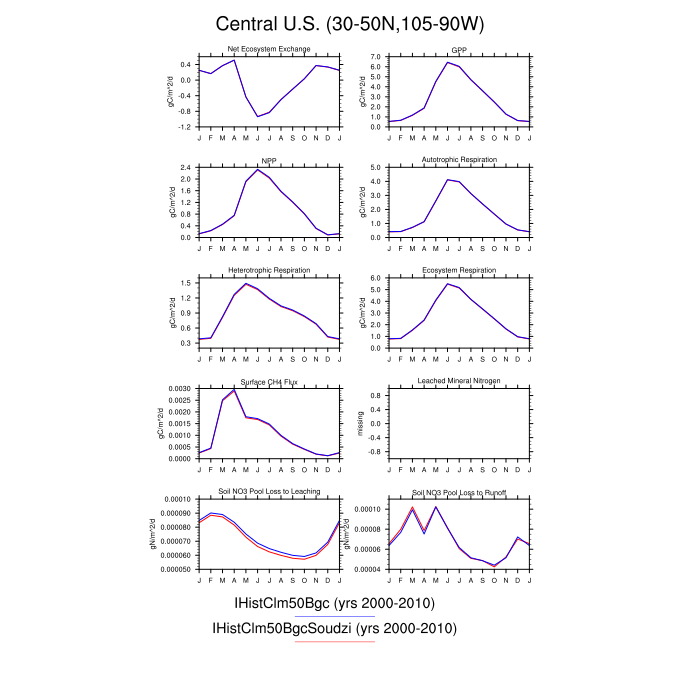 Central U.S. (30-50N,105-90W)
Net Ecosystem Exchange
gC/m^2/d
0.4
0.0
-0.4
-0.8
-1.2
J F M A M J J A S O N D J
GPP
gC/m^2/d
7.0
6.0
5.0
4.0
3.0
2.0
1.0
0.0
J F M A M J J A S O N D J
NPP
gC/m^2/d
2.4
2.0
1.6
1.2
0.8
0.4
0.0
J F M A M J J A S O N D J
Autotrophic Respiration
gC/m^2/d
5.0
4.0
3.0
2.0
1.0
0.0
J F M A M J J A S O N D J
Heterotrophic Respiration
gC/m^2/d
1.5
1.2
0.9
0.6
0.3
J F M A M J J A S O N D J
Ecosystem Respiration
gC/m^2/d
6.0
5.0
4.0
3.0
2.0
1.0
0.0
J F M A M J J A S O N D J
Surface CH4 Flux
gC/m^2/d
0.0030
0.0025
0.0020
0.0015
0.0010
0.0005
0.0000
J F M A M J J A S O N D J
Leached Mineral Nitrogen
missing
0.8
0.4
0.0
-0.4
-0.8
J F M A M J J A S O N D J
Soil NO3 Pool Loss to Leaching
gN/m^2/d
0.00010
0.000090
0.000080
0.000070
0.000060
0.000050
J F M A M J J A S O N D J
Soil NO3 Pool Loss to Runoff
gN/m^2/d
0.00010
0.00008
0.00006
0.00004
J F M A M J J A S O N D J
IHistClm50Bgc (yrs 2000-2010)
IHistClm50BgcSoudzi (yrs 2000-2010)